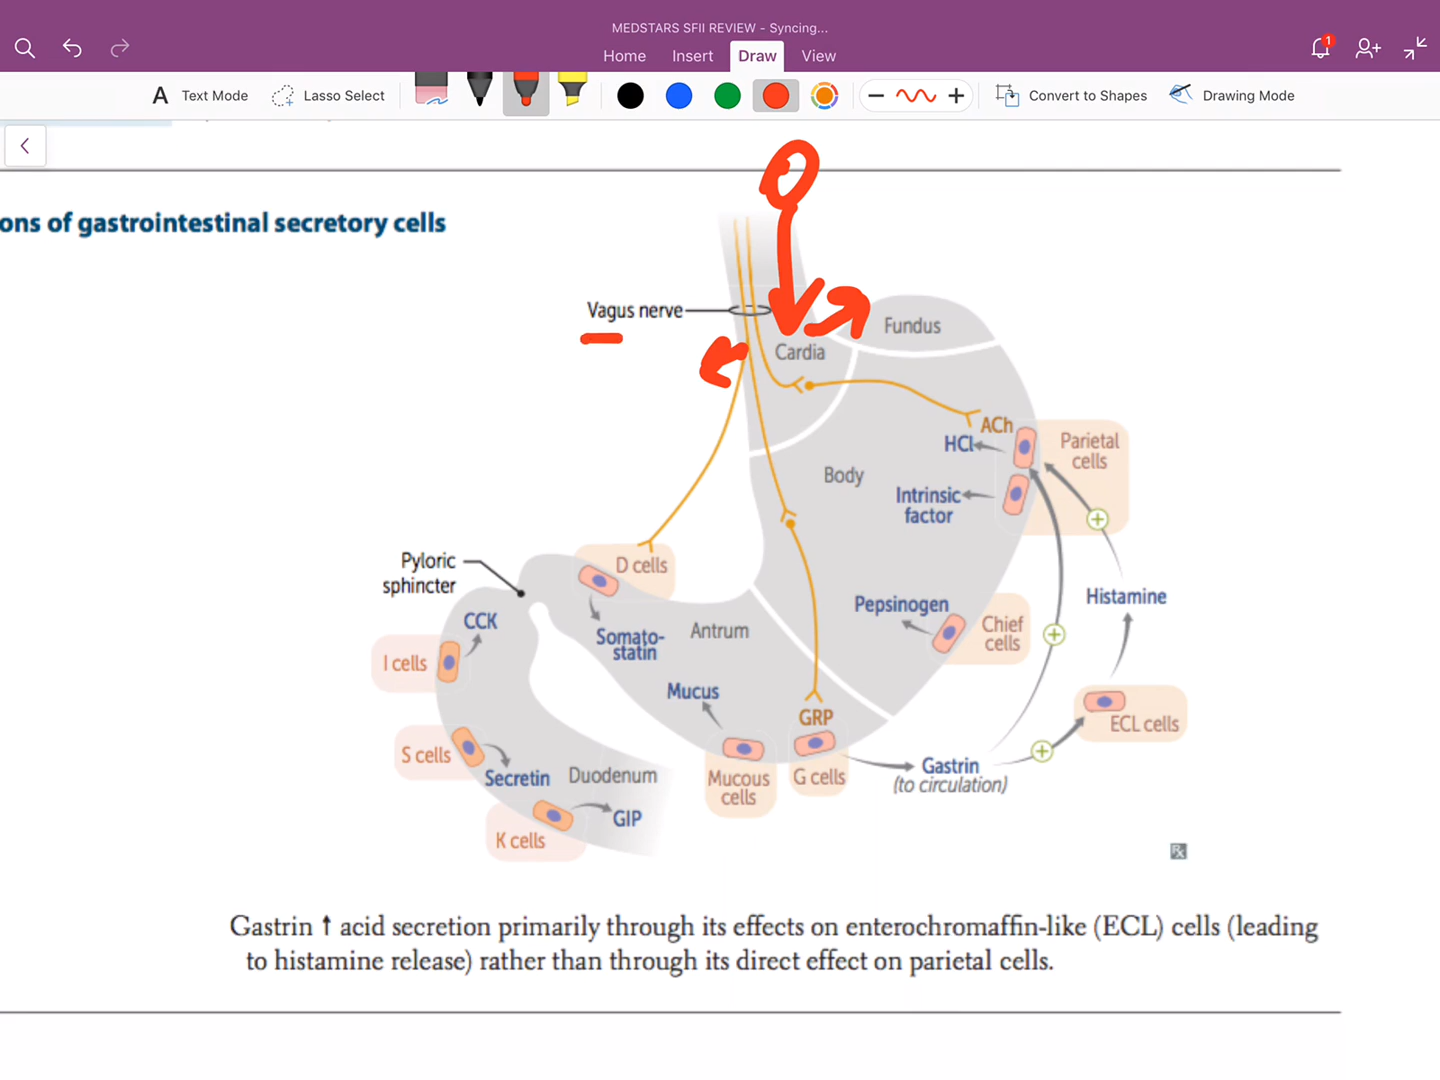 MEDSTARS SFII REVIEW - Syncing...
Home Insert Draw View
1
A Text Mode Lasso Select Convert to Shapes Drawing Mode
ons of gastrointestinal secretory cells
Vagus nerve
Fundus
Cardia
ACh
HCl
Parietal
cells
Body
Intrinsic
factor
Pyloric
sphincter
D cells
Histamine
Pepsinogen
CCK
Somato-
statin
Antrum
Chief
cells
I cells
Mucus
GRP
ECL cells
S cells
Secretin
Duodenum
Mucous
cells
G cells
Gastrin
(to circulation)
GIP
K cells
Rx
Gastrin ↑ acid secretion primarily through its effects on enterochromaffin-like (ECL) cells (leading
to histamine release) rather than through its direct effect on parietal cells.